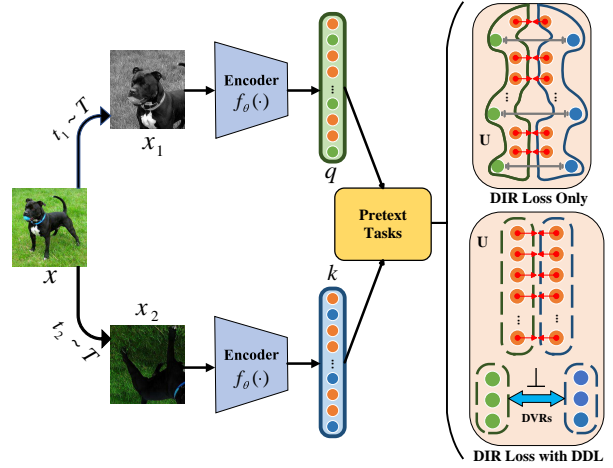 t₁ ~ T
x₁
Encoder
f_θ(·)
...
q
U
...
...
DIR Loss Only
x
Pretext
Tasks
t₂ ~ T
x₂
Encoder
f_θ(·)
k
...
U
...
...
DVRs
DIR Loss with DDL